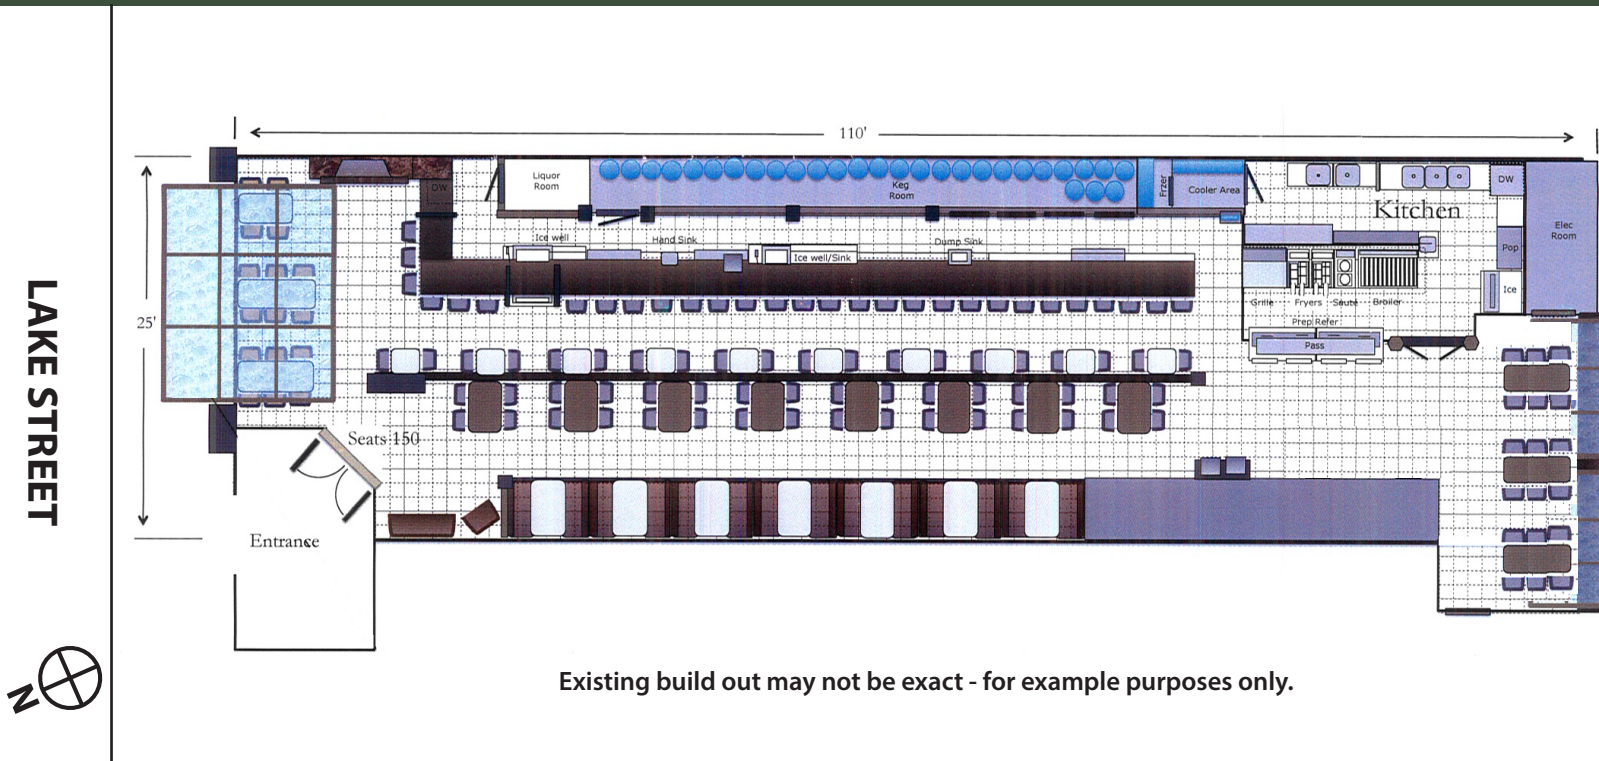 110'
25'
LAKE STREET
N
DW
Liquor
Room
Keg
Room
Frzer
Cooler Area
Kitchen
DW
Elec
Room
Pop
Ice
Ice well
Hand Sink
Ice well/Sink
Dump Sink
Grille
Fryers
Sauté
Broiler
Prep Refer
Pass
Seats 150
Entrance
Existing build out may not be exact - for example purposes only.